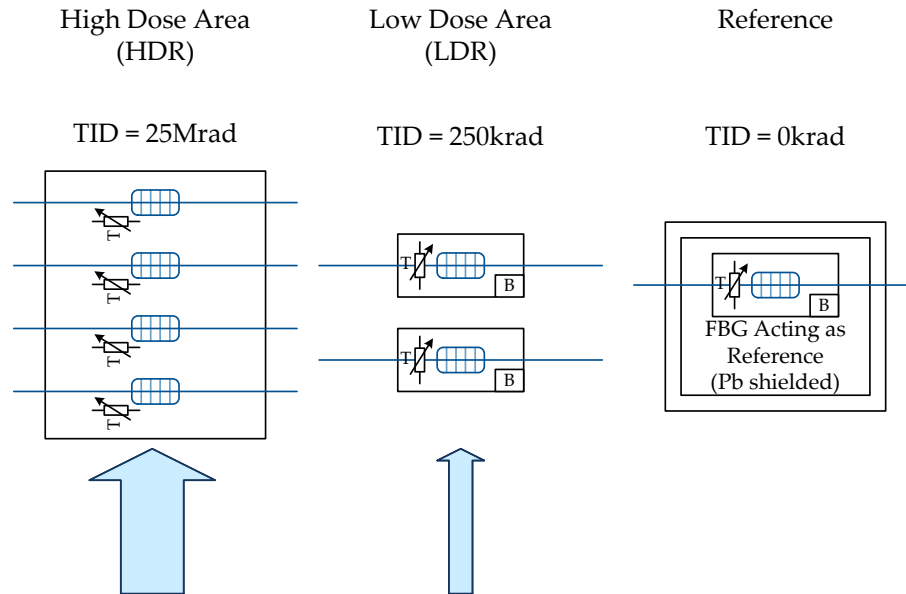 High Dose Area
(HDR)
Low Dose Area
(LDR)
Reference
TID = 25Mrad
TID = 250krad
TID = 0krad
T
T
T
T
T
B
T
B
T
B
FBG Acting as
Reference
(Pb shielded)